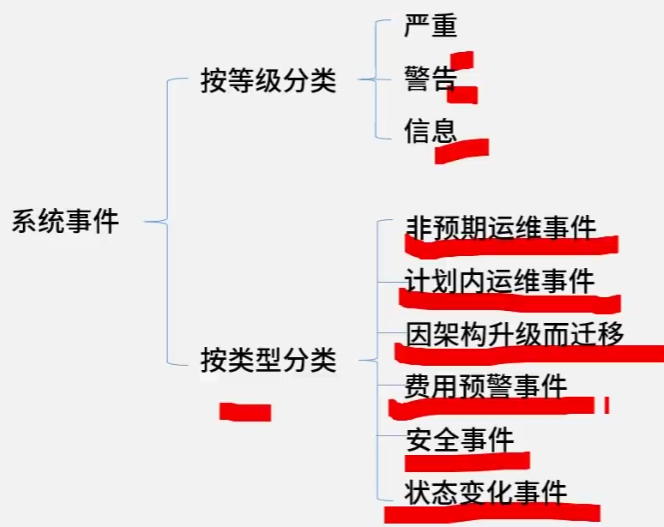 系统事件
按等级分类
严重
警告
信息
按类型分类
非预期运维事件
计划内运维事件
因架构升级而迁移
费用预警事件
安全事件
状态变化事件